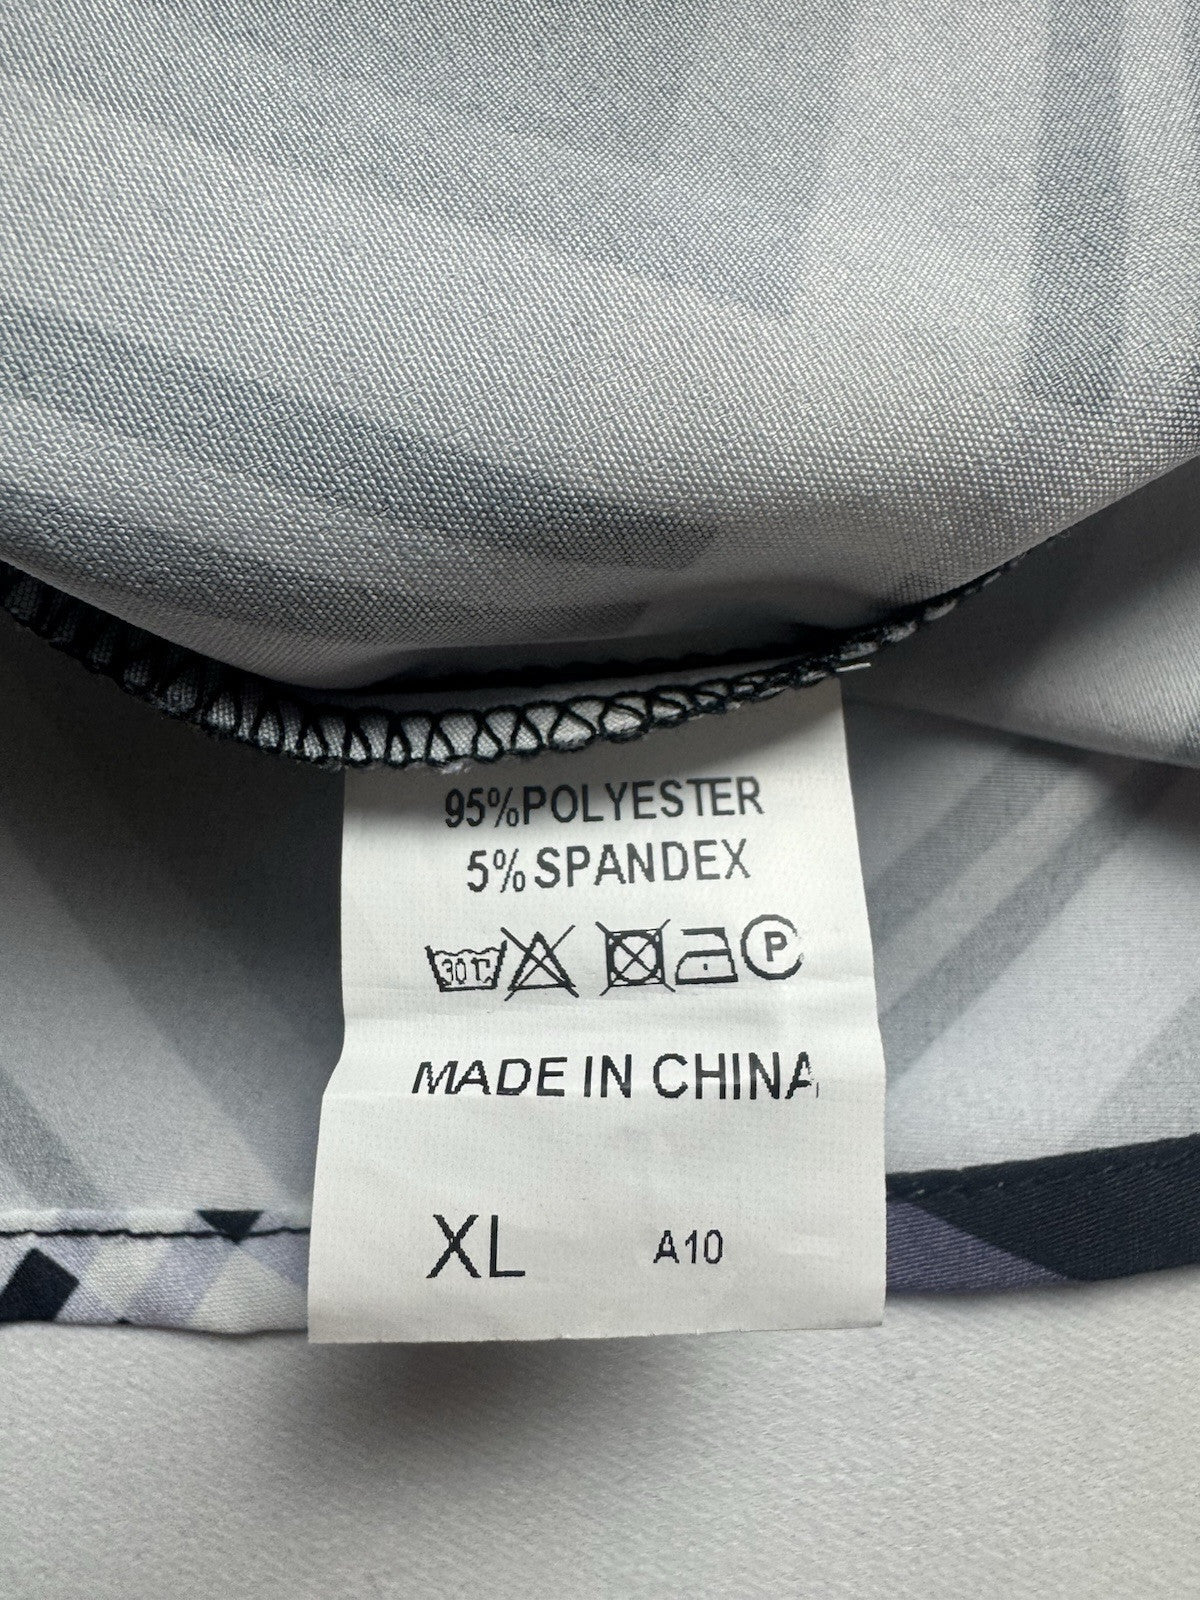 95%POLYESTER
5%SPANDEX
30℃ P
MADE IN CHINA
XL A10